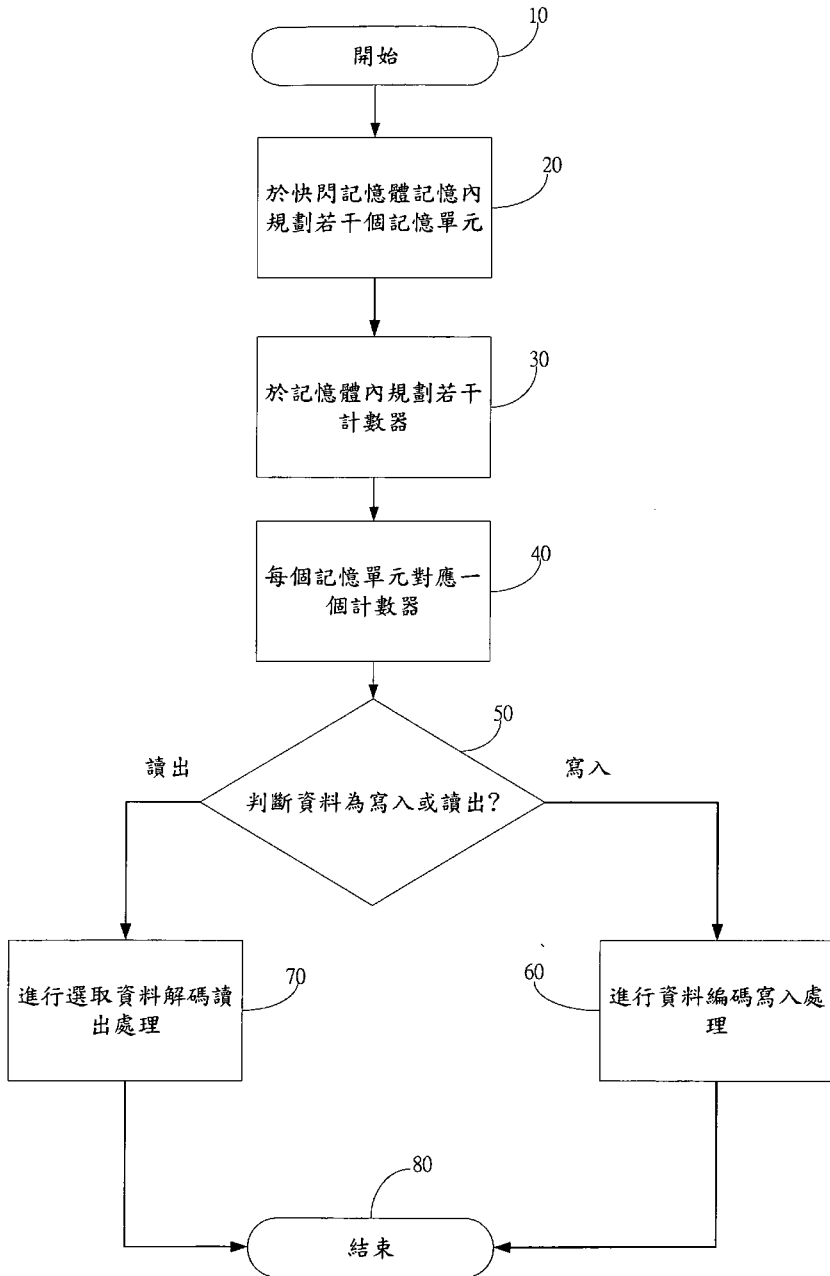 10
開始
20
於快閃記憶體記憶內
規劃若干個記憶單元
30
於記憶體內規劃若干
計數器
40
每個記憶單元對應一
個計數器
50
讀出
寫入
判斷資料為寫入或讀出?
進行選取資料解碼讀
出處理
70
60
進行資料編碼寫入處
理
80
結束